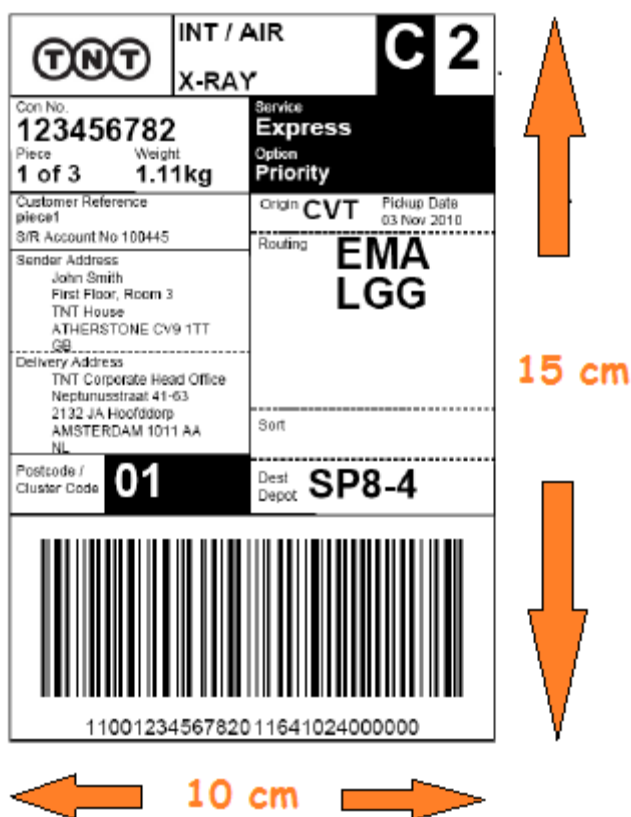 TNT
INT / AIR
X-RAY
C 2
Con No.
123456782
Piece Weight
1 of 3 1.11kg
Service
Express
Option
Priority
Customer Reference
piece1
S/R Account No 100445
Origin CVT
Pickup Date
03 Nov 2010
Sender Address
John Smith
First Floor, Room 3
TNT House
ATHERSTONE CV9 1TT
GB
Routing
EMA
LGG
Delivery Address
TNT Corporate Head Office
Neptunusstraat 41-63
2132 JA Hoofddorp
AMSTERDAM 1011 AA
NL
Sort
Postcode /
Cluster Code 01
Dest
Depot SP8-4
1100123456782011641024000000
15 cm
10 cm